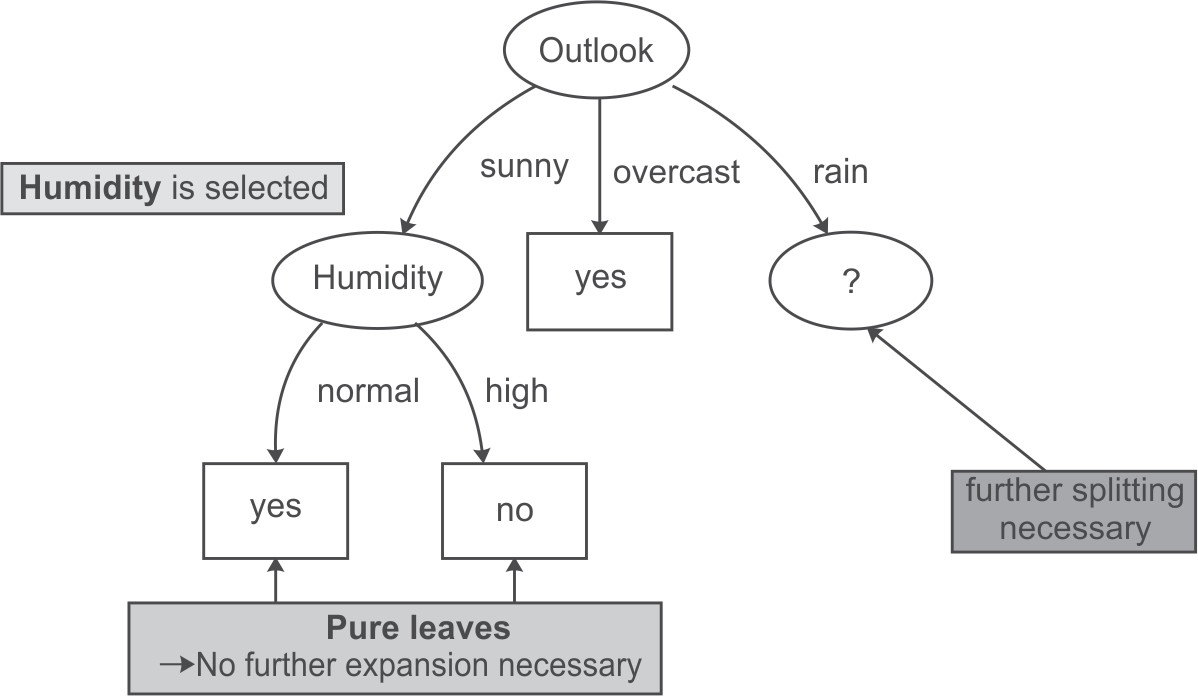 Outlook
sunny
overcast
rain
Humidity is selected
Humidity
yes
?
normal
high
yes
no
further splitting
necessary
Pure leaves
→No further expansion necessary